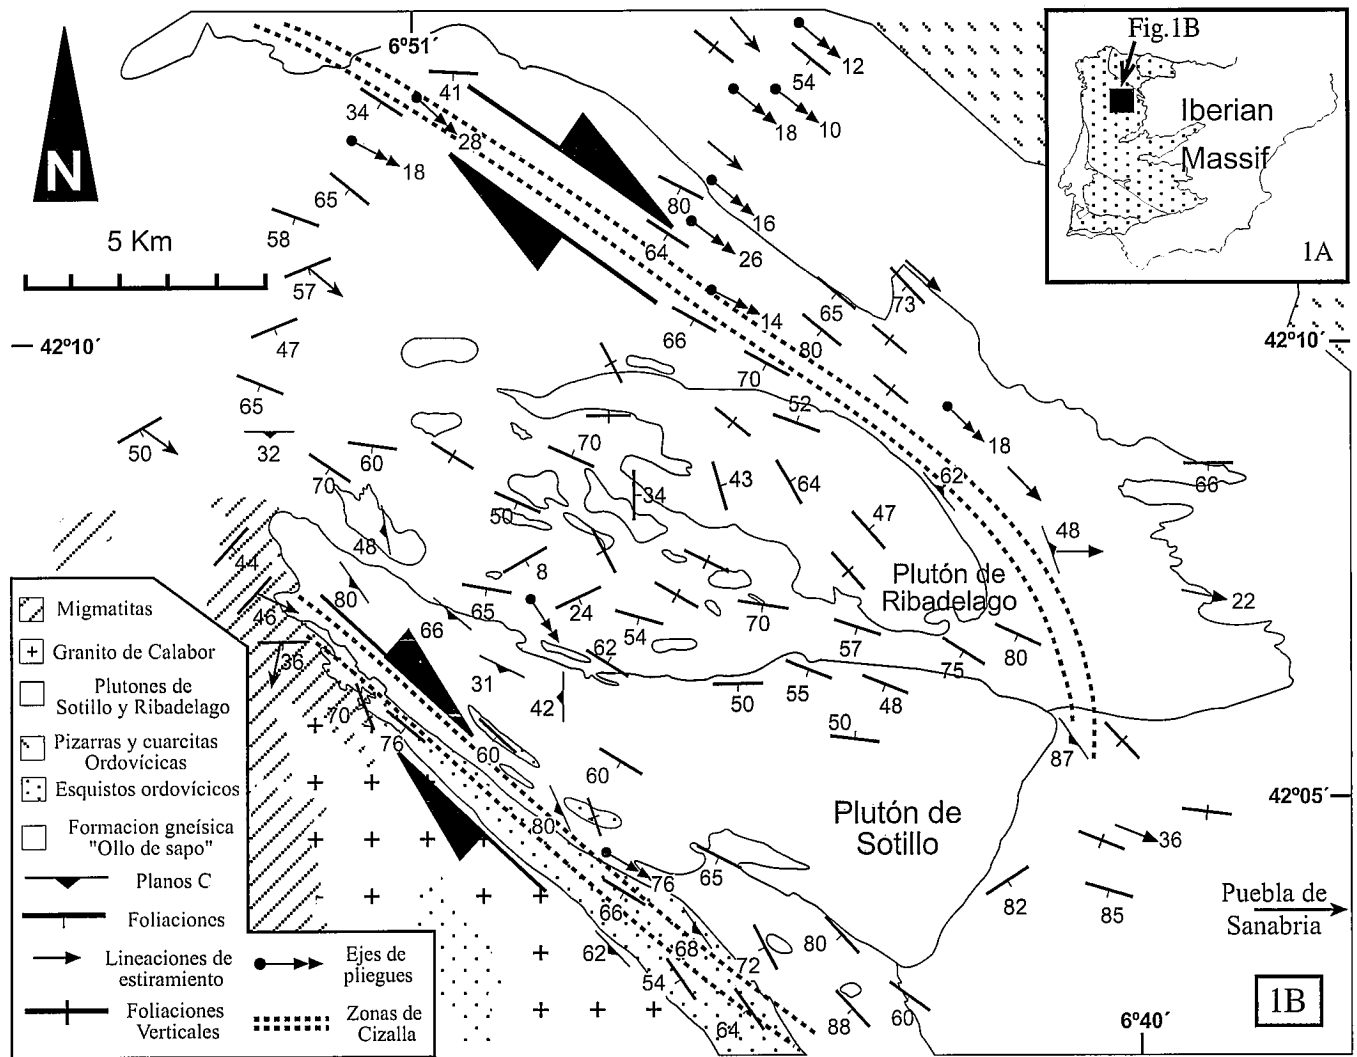 Fig.1B
Iberian
Massif
1A
N
5 Km
6º51´
42º10´
42º10´
42º05´
6º40´
12
54
41
34
28
18
18
10
65
58
80
16
64
26
57
14
65
73
47
66
80
70
65
52
50
32
60
70
18
70
43
64
62
66
34
50
47
48
48
44
8
80
65
24
46
66
54
70
57
22
36
62
75
80
31
42
50
55
48
70
76
60
50
87
60
80
36
76
65
82
85
66
62
68
80
54
72
64
88
60
Plutón de
Ribadelago
Plutón de
Sotillo
Puebla de
Sanabria
1B
Migmatitas
Granito de Calabor
Plutones de
Sotillo y Ribadelago
Pizarras y cuarcitas
Ordovícicas
Esquistos ordovícicos
Formacion gneísica
"Ollo de sapo"
Planos C
Foliaciones
Lineaciones de
estiramiento
Foliaciones
Verticales
Ejes de
pliegues
Zonas de
Cizalla